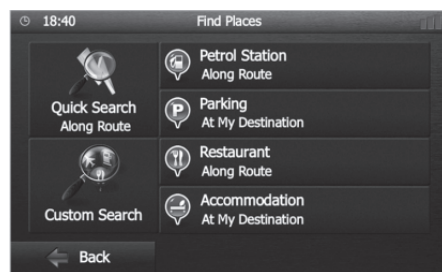 18:40 Find Places
Quick Search
Along Route
Custom Search
Petrol Station
Along Route
P Parking
At My Destination
Restaurant
Along Route
Accommodation
At My Destination
Back